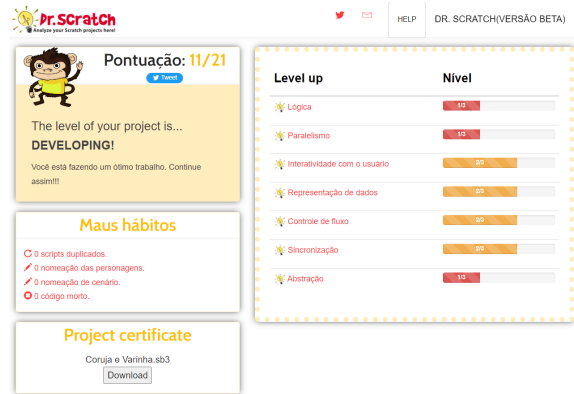 Dr.Scratch
Analyze your Scratch projects here!
HELP
DR. SCRATCH(VERSÃO BETA)
Pontuação: 11/21
Tweet
The level of your project is...
DEVELOPING!
Você está fazendo um ótimo trabalho. Continue
assim!!!
Maus hábitos
0 scripts duplicados.
0 nomeação das personagens.
0 nomeação de cenário.
0 código morto.
Project certificate
Coruja e Varinha.sb3
Download
Level up Nível
Lógica 1/3
Paralelismo 1/3
Interatividade com o usuário 2/3
Representação de dados 2/3
Controle de fluxo 2/3
Sincronização 2/3
Abstração 1/3